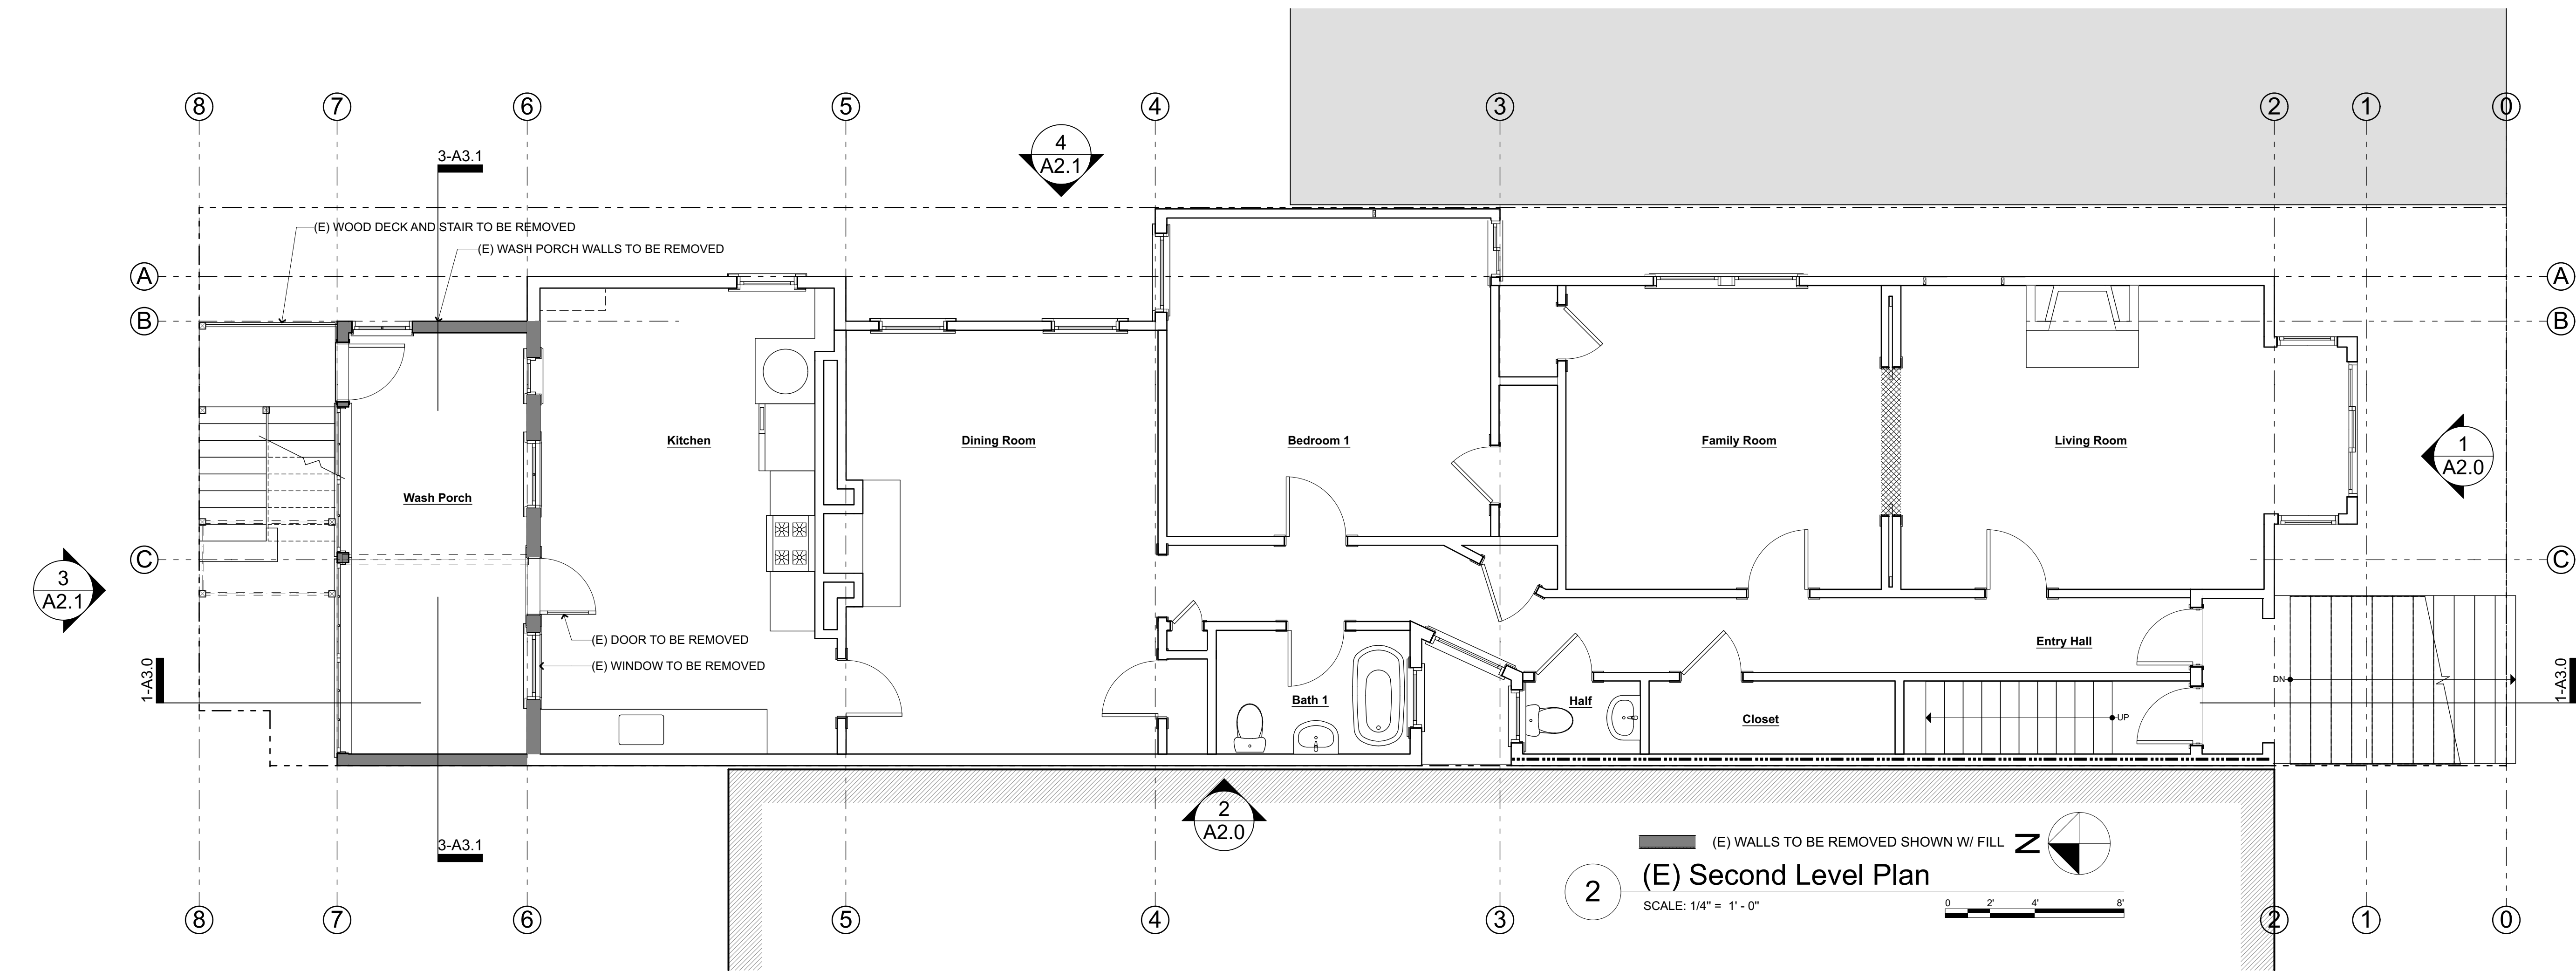 8 7 6 5 4 3 2 1 0
3-A3.1
4
A2.1
(E) WOOD DECK AND STAIR TO BE REMOVED
(E) WASH PORCH WALLS TO BE REMOVED
A A
B B
Kitchen Dining Room Bedroom 1 Family Room Living Room
1
A2.0
Wash Porch
C C
3
A2.1
(E) DOOR TO BE REMOVED
Entry Hall
(E) WINDOW TO BE REMOVED
1-A3.0
DN
1-A3.0
Bath 1
Half
Closet
UP
2
A2.0
3-A3.1
(E) WALLS TO BE REMOVED SHOWN W/ FILL
N
2
(E) Second Level Plan
SCALE: 1/4" = 1' - 0"
0 2' 4' 8'
8 7 6 5 4 3 2 1 0